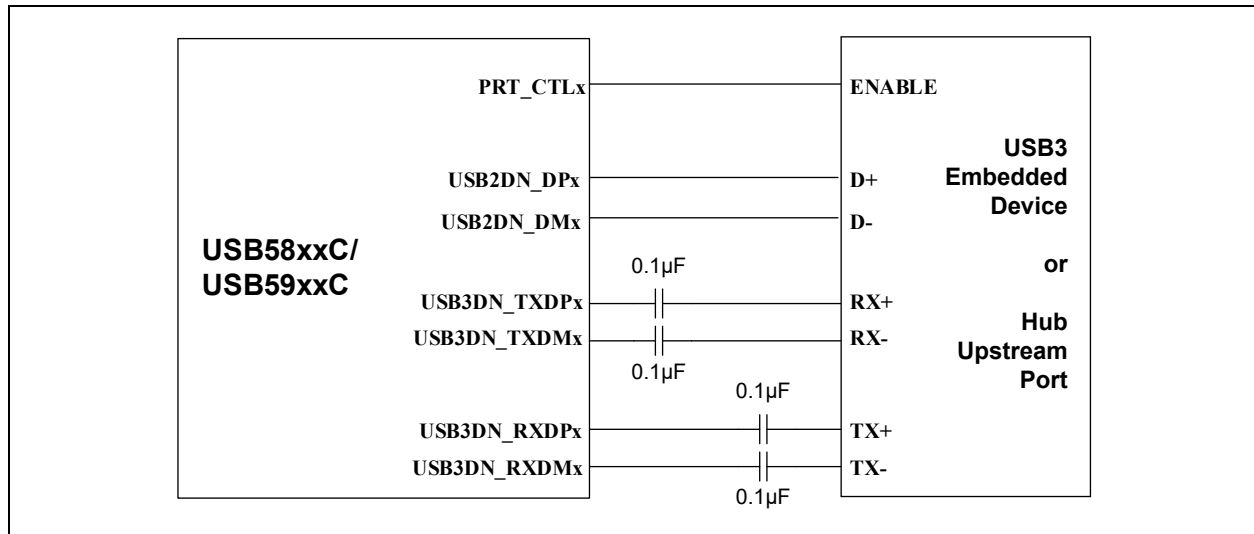 PRT_CTLx
ENABLE
USB3
Embedded
Device
or
Hub
Upstream
Port
USB2DN_DPx
D+
USB2DN_DMx
D-
USB58xxC/
USB59xxC
0.1µF
USB3DN_TXDPx
RX+
USB3DN_TXDMx
RX-
0.1µF
0.1µF
USB3DN_RXDPx
TX+
USB3DN_RXDMx
TX-
0.1µF